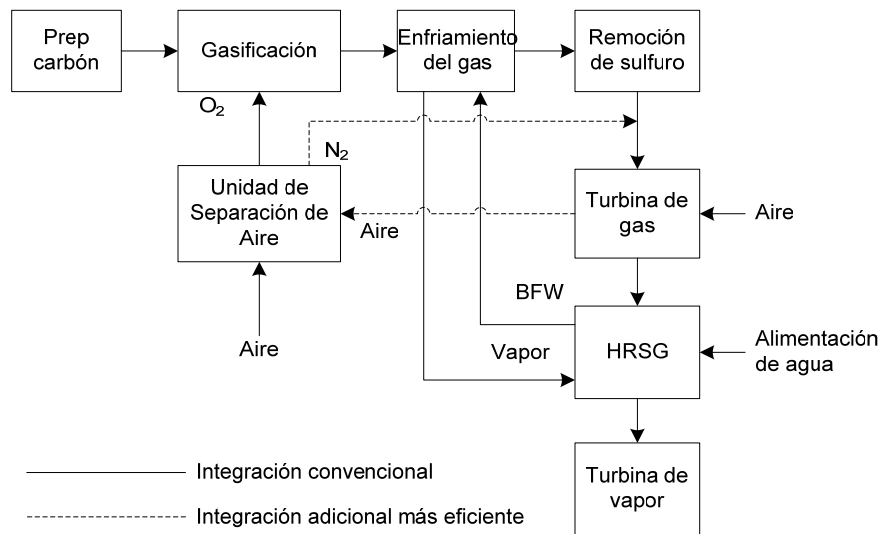 Prep
carbón
Gasificación
Enfriamiento
del gas
Remoción
de sulfuro
O₂
N₂
Unidad de
Separación de
Aire
Aire
Turbina de
gas
Aire
Aire
BFW
Vapor
HRSG
Alimentación
de agua
Turbina de
vapor
Integración convencional
Integración adicional más eficiente